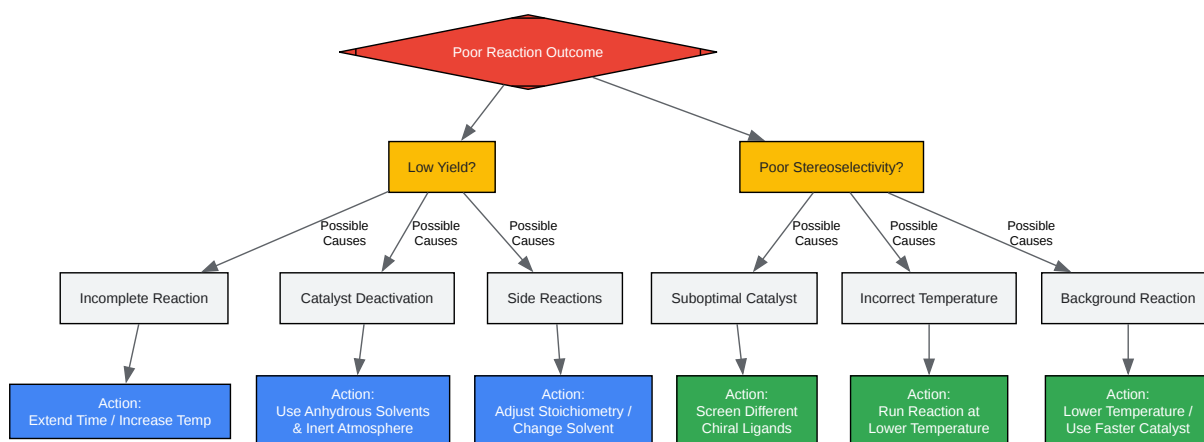 Poor Reaction Outcome
Low Yield?
Poor Stereoselectivity?
Possible
Causes
Possible
Causes
Possible
Causes
Possible
Causes
Possible
Causes
Possible
Causes
Incomplete Reaction
Catalyst Deactivation
Side Reactions
Suboptimal Catalyst
Incorrect Temperature
Background Reaction
Action:
Extend Time / Increase Temp
Action:
Use Anhydrous Solvents
& Inert Atmosphere
Action:
Adjust Stoichiometry /
Change Solvent
Action:
Screen Different
Chiral Ligands
Action:
Run Reaction at
Lower Temperature
Action:
Lower Temperature /
Use Faster Catalyst